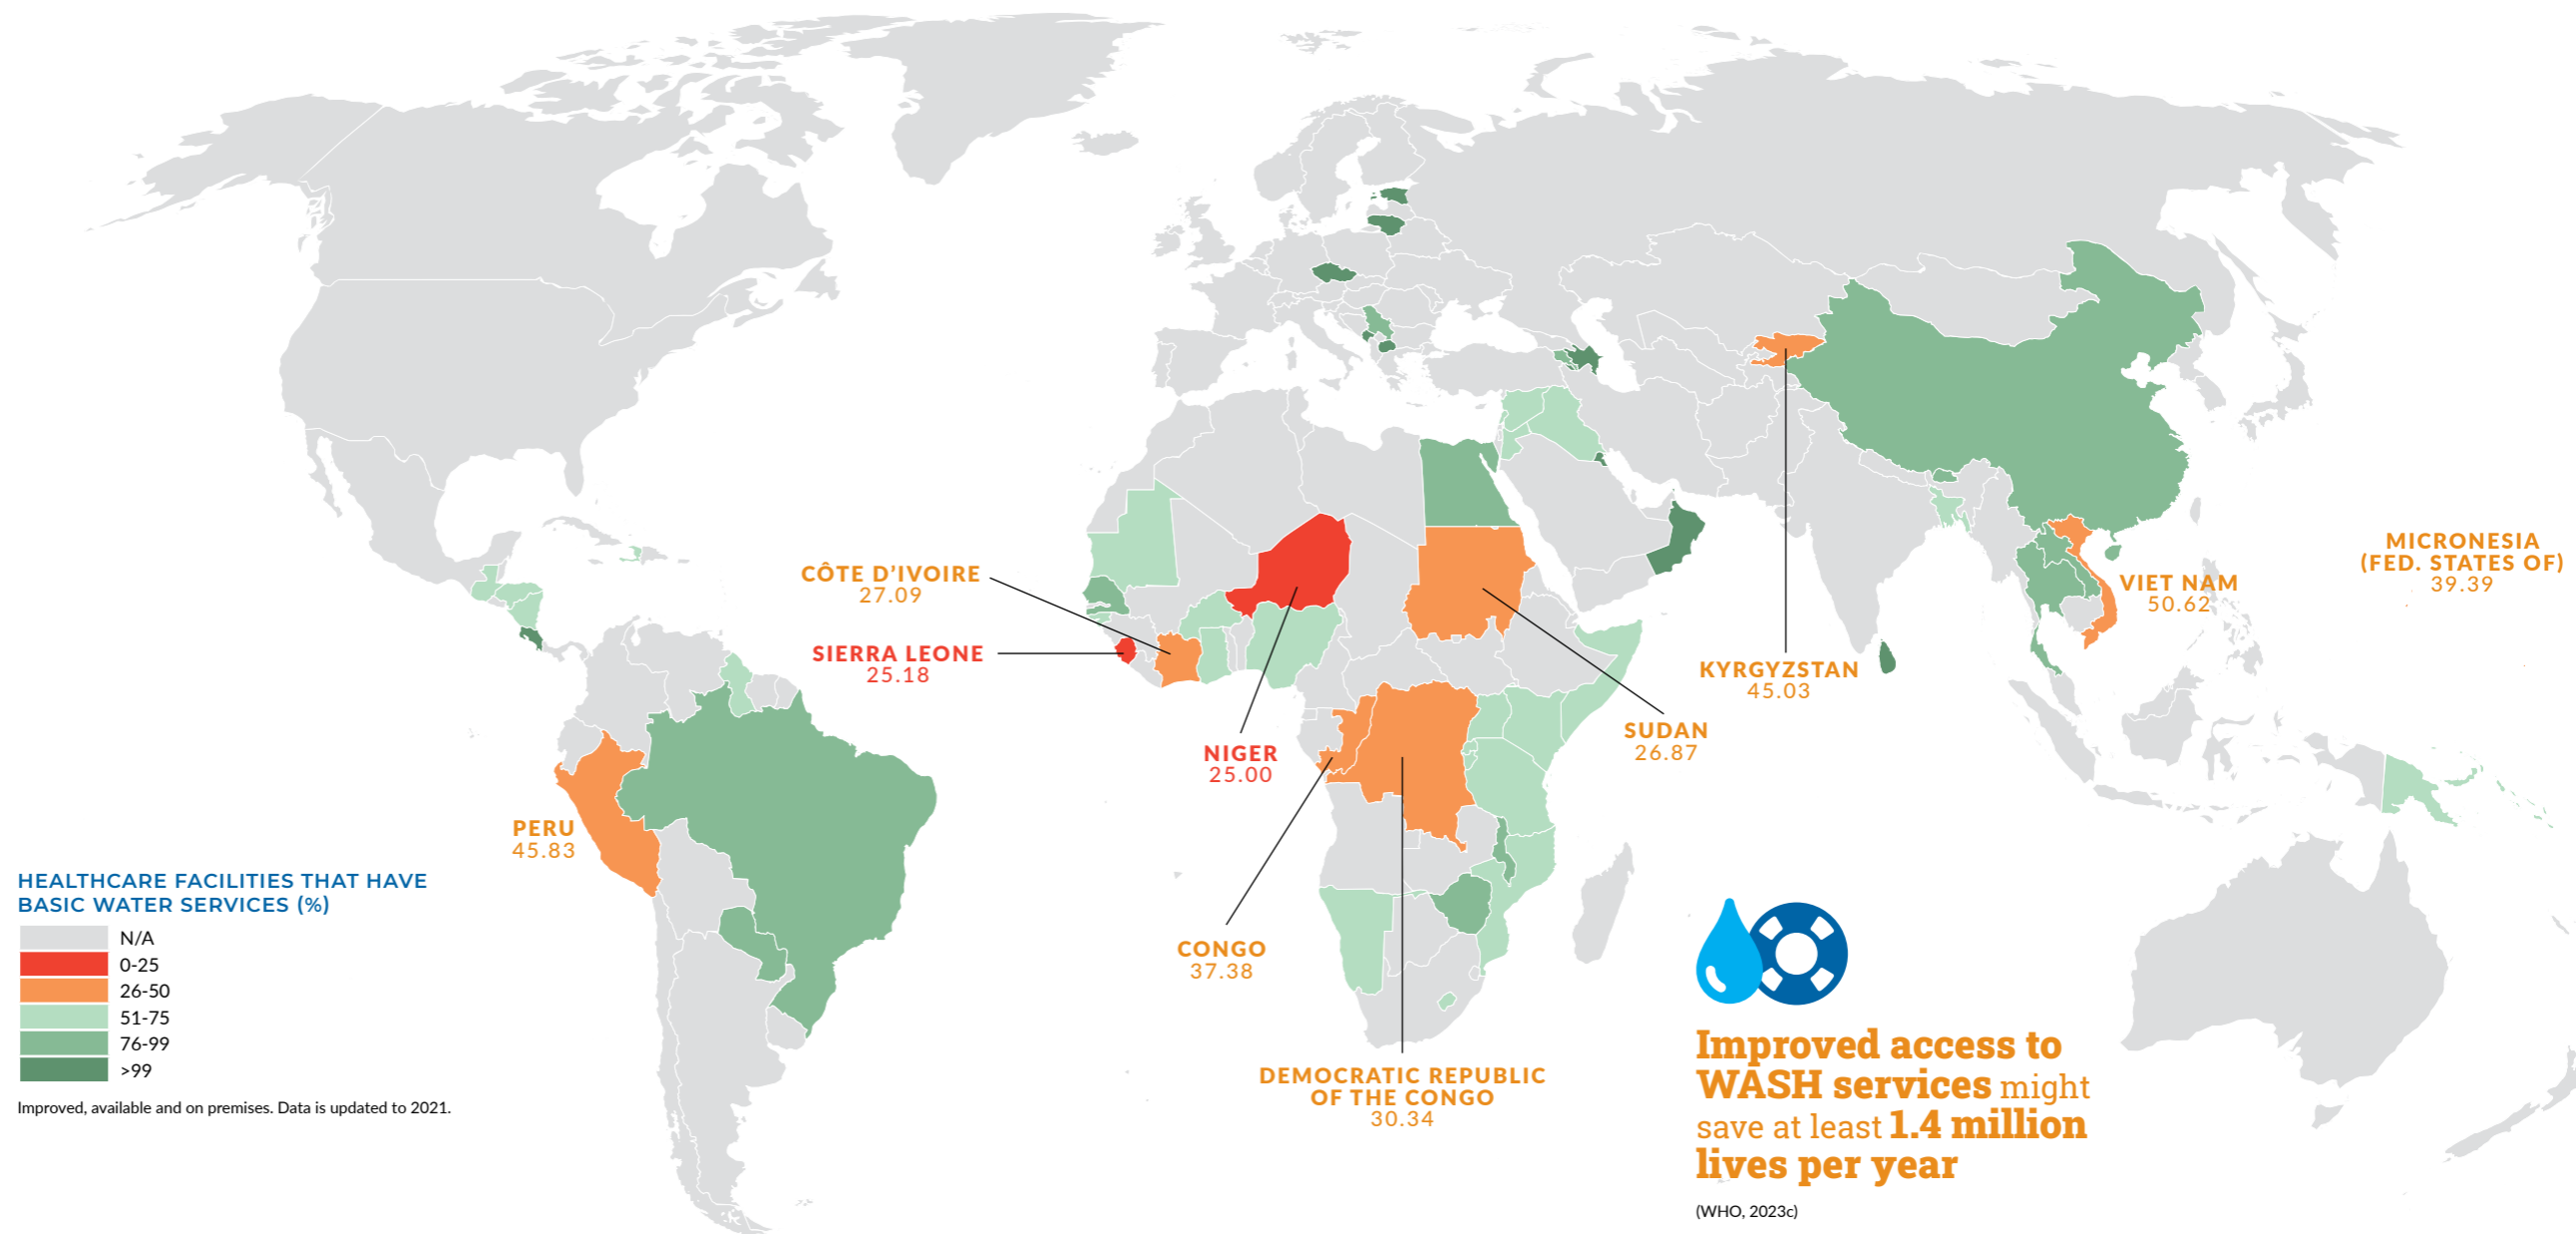 CÔTE D'IVOIRE
27.09
SIERRA LEONE
25.18
NIGER
25.00
SUDAN
26.87
KYRGYZSTAN
45.03
VIET NAM
50.62
MICRONESIA
(FED. STATES OF)
39.39
PERU
45.83
CONGO
37.38
DEMOCRATIC REPUBLIC
OF THE CONGO
30.34
HEALTHCARE FACILITIES THAT HAVE
BASIC WATER SERVICES (%)
N/A
0-25
26-50
51-75
76-99
>99
Improved, available and on premises. Data is updated to 2021.
Improved access to
WASH services might
save at least 1.4 million
lives per year
(WHO, 2023c)